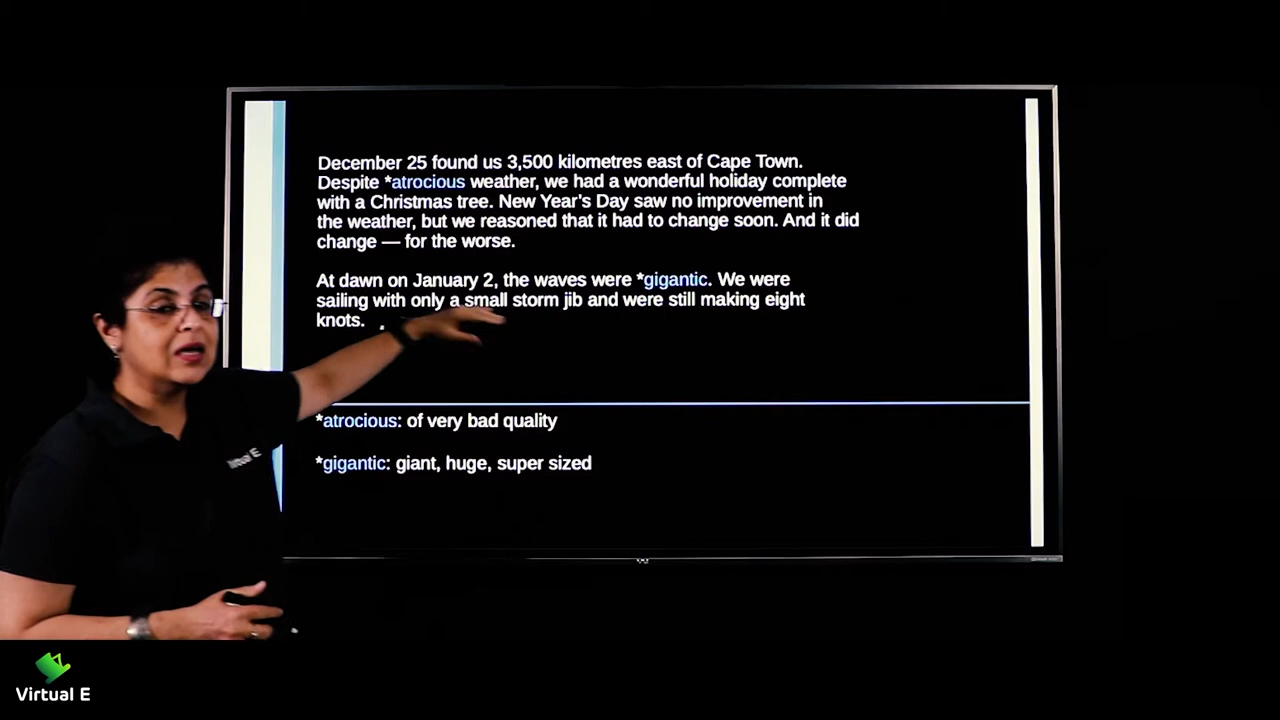 December 25 found us 3,500 kilometres east of Cape Town.
Despite *atrocious weather, we had a wonderful holiday complete
with a Christmas tree. New Year's Day saw no improvement in
the weather, but we reasoned that it had to change soon. And it did
change — for the worse.
At dawn on January 2, the waves were *gigantic. We were
sailing with only a small storm jib and were still making eight
knots.
*atrocious: of very bad quality
*gigantic: giant, huge, super sized
Virtual E
Virtual E